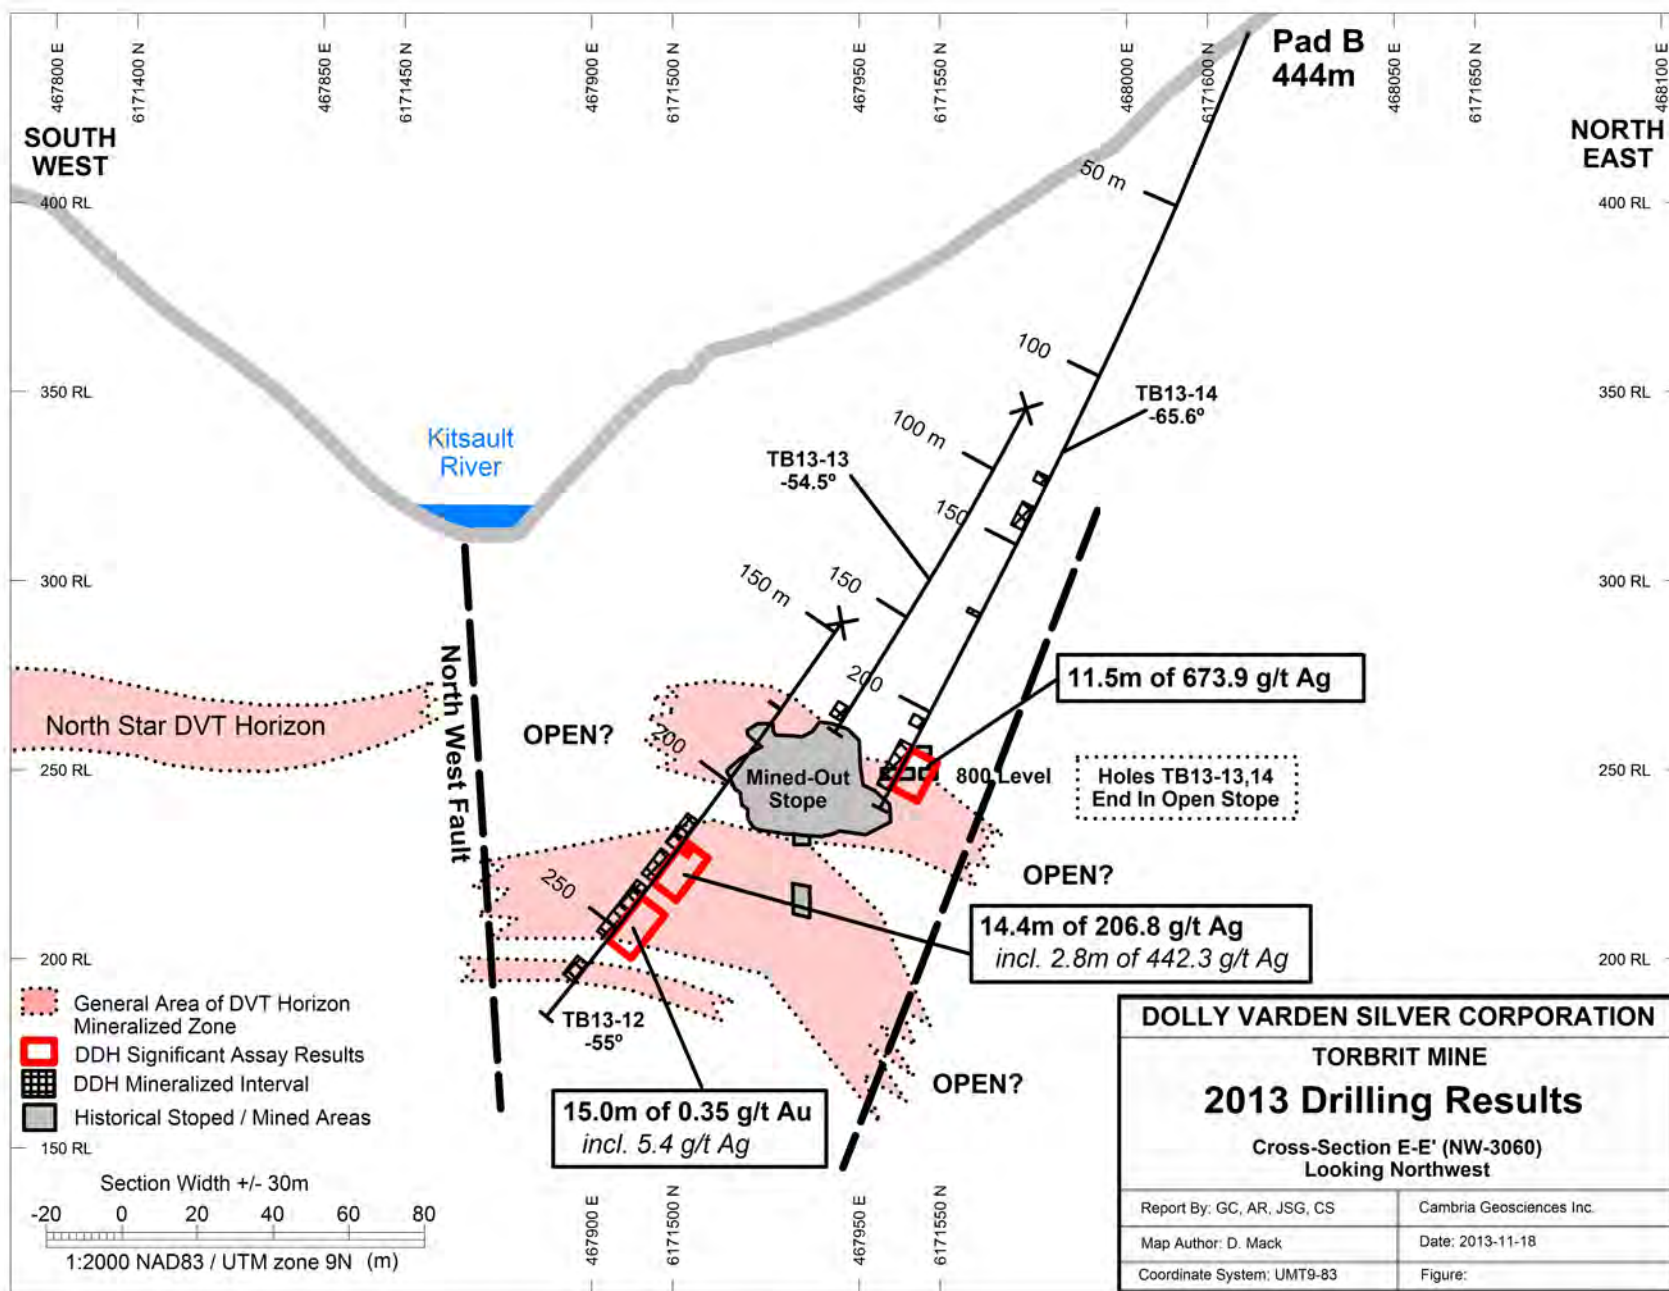 467800 E
6171400 N
467850 E
6171450 N
467900 E
6171500 N
467950 E
6171550 N
468000 E
6171600 N
468050 E
6171650 N
468100 E
Pad B
444m
SOUTH
WEST
NORTH
EAST
400 RL
400 RL
350 RL
350 RL
300 RL
300 RL
250 RL
250 RL
200 RL
200 RL
150 RL
50 m
100
150
200
TB13-14
-65.6º
100 m
150
TB13-13
-54.5º
150 m
200
250
TB13-12
-55º
Kitsault
River
North West Fault
North Star DVT Horizon
OPEN?
Mined-Out
Stope
800 Level
11.5m of 673.9 g/t Ag
Holes TB13-13,14
End In Open Stope
OPEN?
14.4m of 206.8 g/t Ag
incl. 2.8m of 442.3 g/t Ag
OPEN?
15.0m of 0.35 g/t Au
incl. 5.4 g/t Ag
General Area of DVT Horizon
Mineralized Zone
DDH Significant Assay Results
DDH Mineralized Interval
Historical Stoped / Mined Areas
Section Width +/- 30m
-20 0 20 40 60 80
1:2000 NAD83 / UTM zone 9N (m)
467900 E
6171500 N
467950 E
6171550 N
DOLLY VARDEN SILVER CORPORATION
TORBRIT MINE
2013 Drilling Results
Cross-Section E-E' (NW-3060)
Looking Northwest
Report By: GC, AR, JSG, CS
Cambria Geosciences Inc.
Map Author: D. Mack
Date: 2013-11-18
Coordinate System: UMT9-83
Figure: